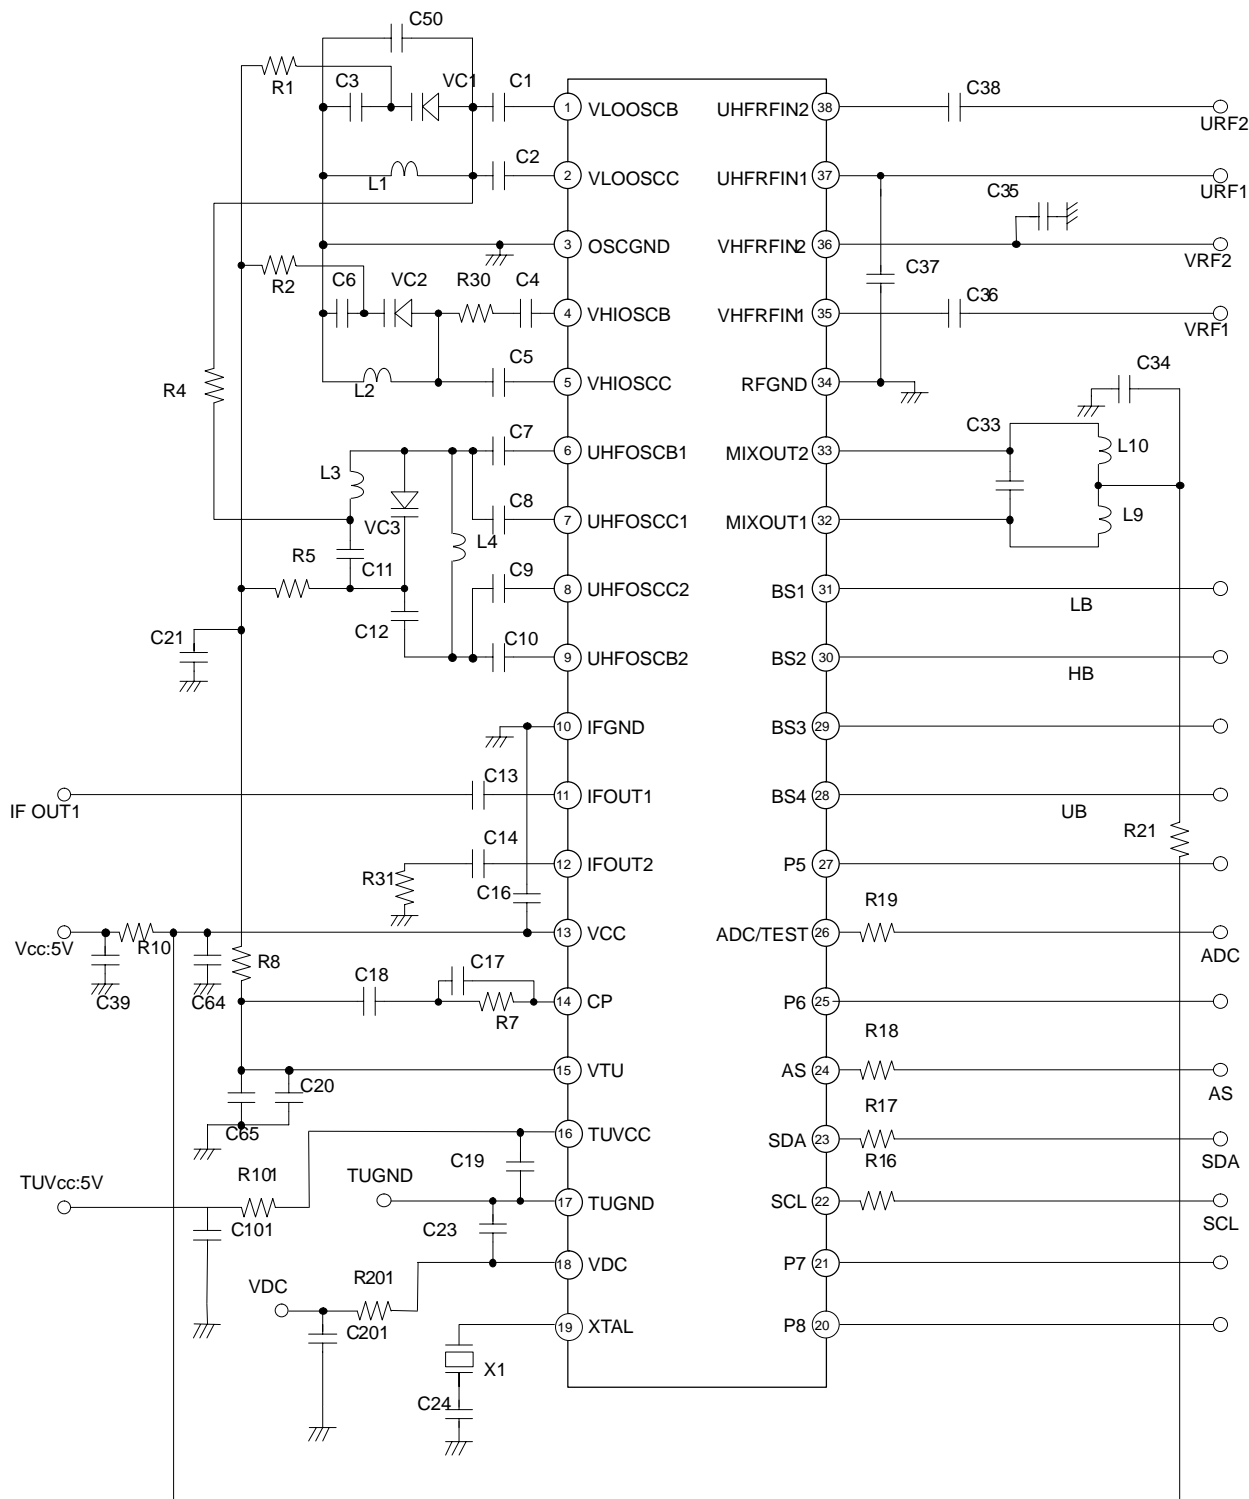 C50
R1
C3
VC1
C1
1 VLOOSCB
UHFRFIN2 38
C38
URF2
L1
C2
2 VLOOSCC
UHFRFIN1 37
URF1
C35
3 OSCGND
VHFRFIN2 36
VRF2
R2
C6
VC2
R30
C4
4 VHIOSCB
C37
VHFRFIN1 35
C36
VRF1
R4
L2
C5
5 VHIOSCC
RFGND 34
C34
C7
6 UHFOSCB1
MIXOUT2 33
C33
L10
L3
VC3
C8
7 UHFOSCC1
MIXOUT1 32
L9
L4
R5
C11
C9
8 UHFOSCC2
BS1 31
LB
C21
C12
C10
9 UHFOSCB2
BS2 30
HB
10 IFGND
BS3 29
IF OUT1
C13
11 IFOUT1
BS4 28
UB
R21
C14
12 IFOUT2
P5 27
R31
C16
R19
Vcc:5V
R10
13 VCC
ADC/TEST 26
ADC
C39
C64
R8
C18
C17
R7
14 CP
P6 25
R18
15 VTU
AS 24
AS
C65
C20
R17
16 TUVCC
SDA 23
SDA
R16
TUVcc:5V
R101
C101
TUGND
C19
17 TUGND
SCL 22
SCL
C23
VDC
R201
18 VDC
P7 21
C201
19 XTAL
P8 20
X1
C24